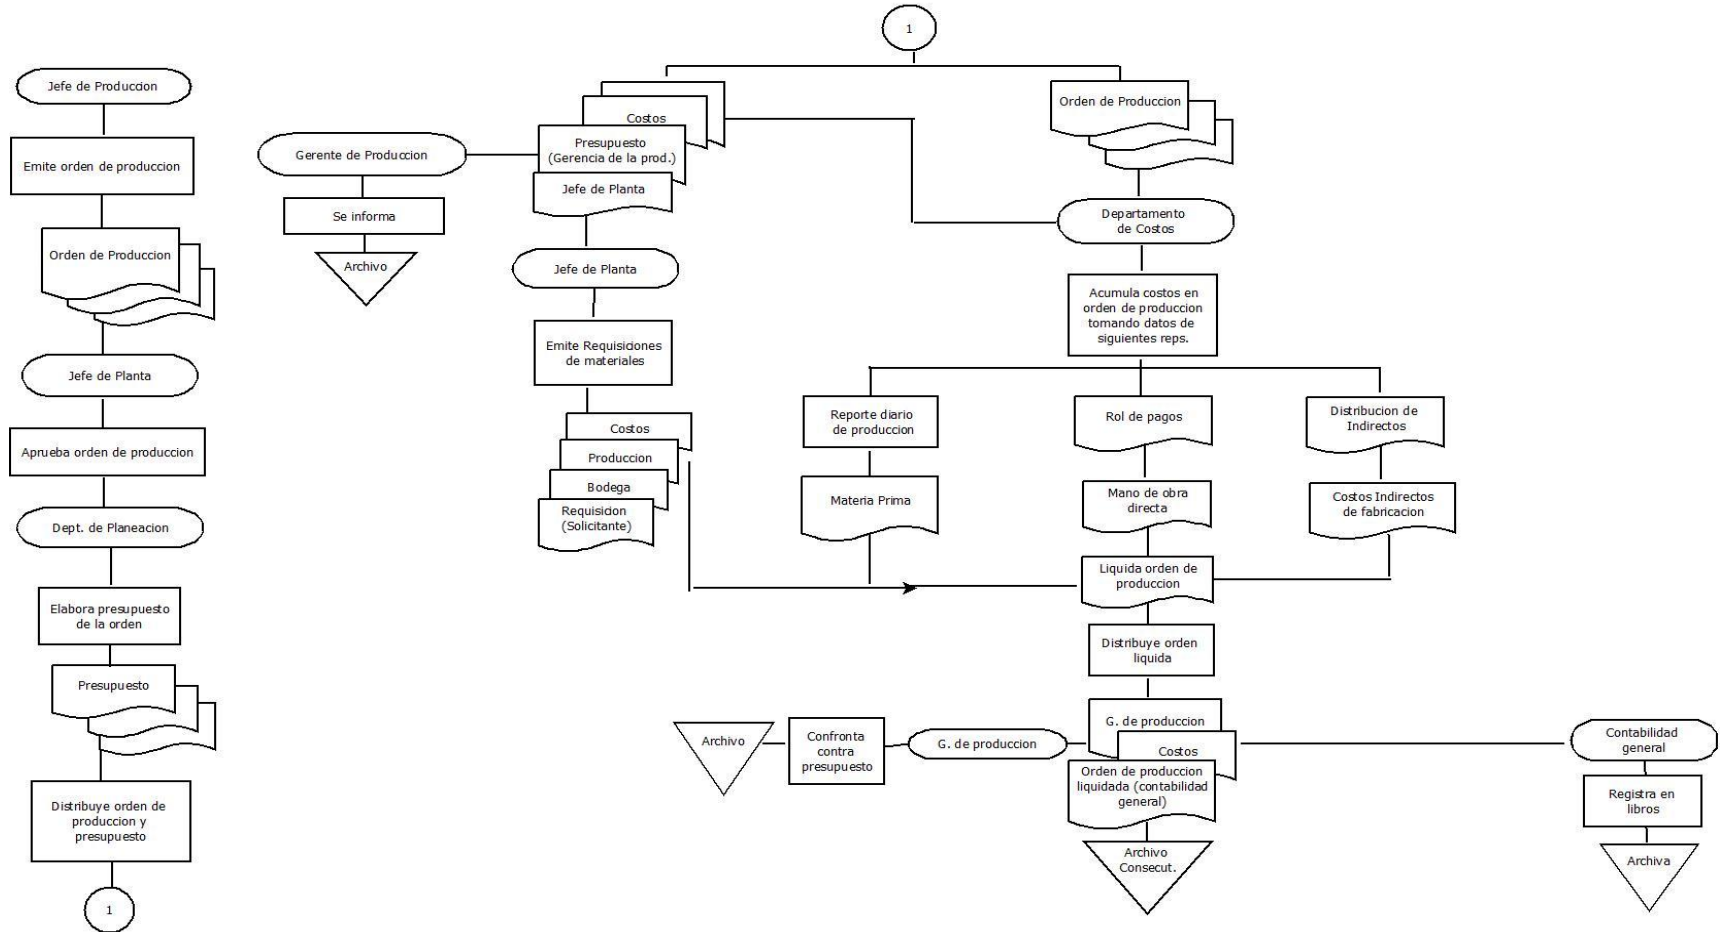 Jefe de Produccion
Emite orden de produccion
Orden de Produccion
Jefe de Planta
Aprueba orden de produccion
Dept. de Planeacion
Elabora presupuesto
de la orden
Presupuesto
Distribuye orden de
produccion y
presupuesto
1
1
Costos
Presupuesto
(Gerencia de la prod.)
Jefe de Planta
Gerente de Produccion
Se informa
Archivo
Jefe de Planta
Emite Requisiciones
de materiales
Costos
Produccion
Bodega
Requisicion
(Solicitante)
Orden de Produccion
Departamento
de Costos
Acumula costos en
orden de produccion
tomando datos de
siguientes reps.
Reporte diario
de produccion
Materia Prima
Rol de pagos
Mano de obra
directa
Distribucion de
Indirectos
Costos Indirectos
de fabricacion
Liquida orden de
produccion
Distribuye orden
liquida
G. de produccion
Costos
Orden de produccion
liquidada (contabilidad
general)
Archivo
Consecut.
G. de produccion
Confronta
contra
presupuesto
Archivo
Contabilidad
general
Registra en
libros
Archiva